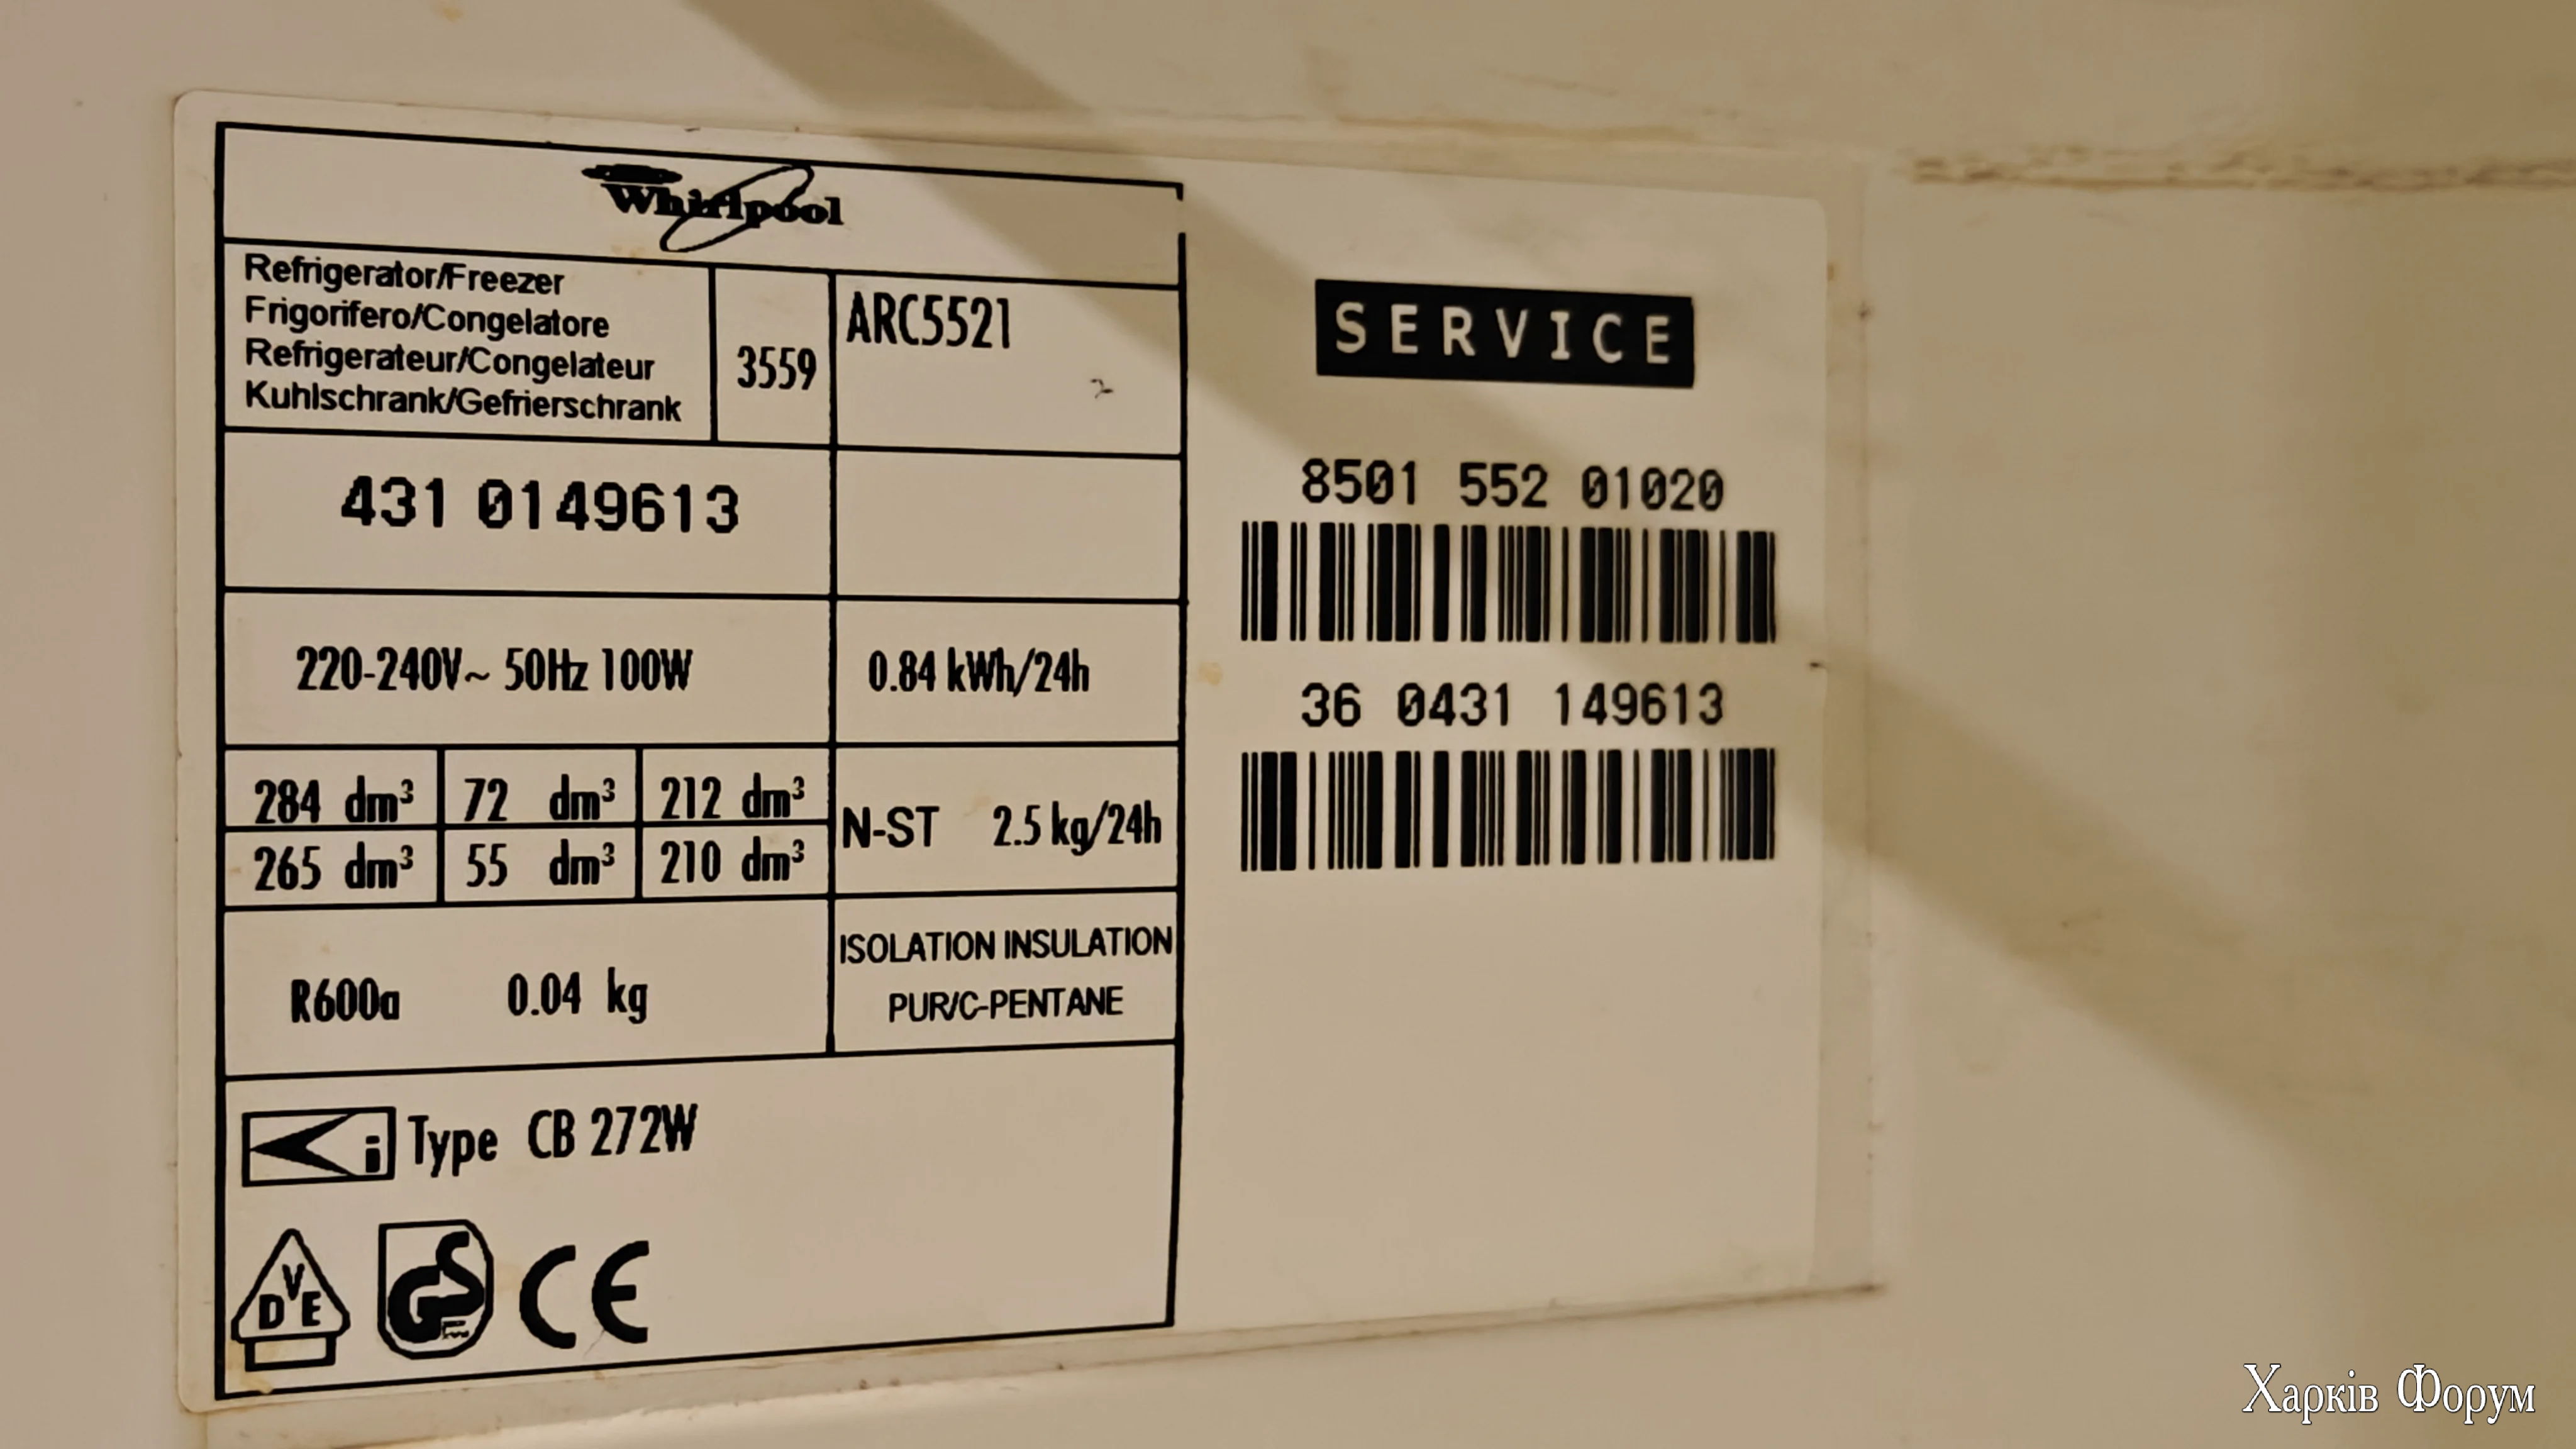 Whirlpool
Refrigerator/Freezer
Frigorifero/Congelatore
Refrigerateur/Congelateur
Kuhlschrank/Gefrierschrank
3559
ARC5521
431 0149613
220-240V~ 50Hz 100W
0.84 kWh/24h
284 dm³ 72 dm³ 212 dm³
265 dm³ 55 dm³ 210 dm³
N-ST 2.5 kg/24h
R600a 0.04 kg
ISOLATION INSULATION
PUR/C-PENTANE
i Type CB 272W
DVE GS CE
SERVICE
8501 552 01020
36 0431 149613
Харків Форум